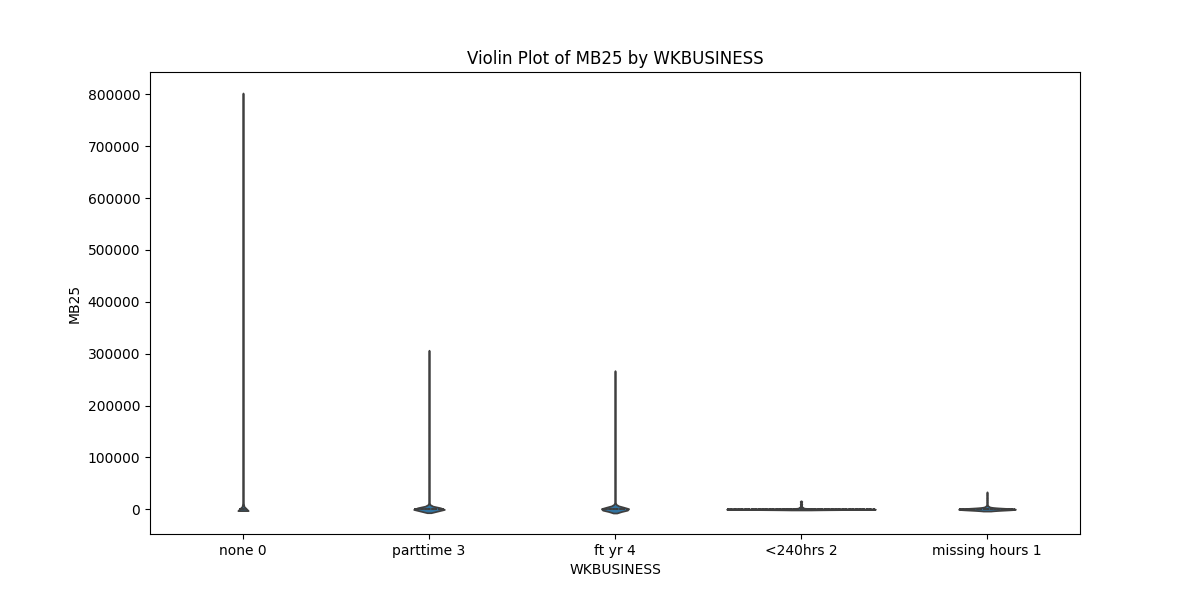 Violin Plot of MB25 by WKBUSINESS
800000
700000
600000
500000
400000
300000
200000
100000
0
MB25
none 0
parttime 3
ft yr 4
<240hrs 2
missing hours 1
WKBUSINESS